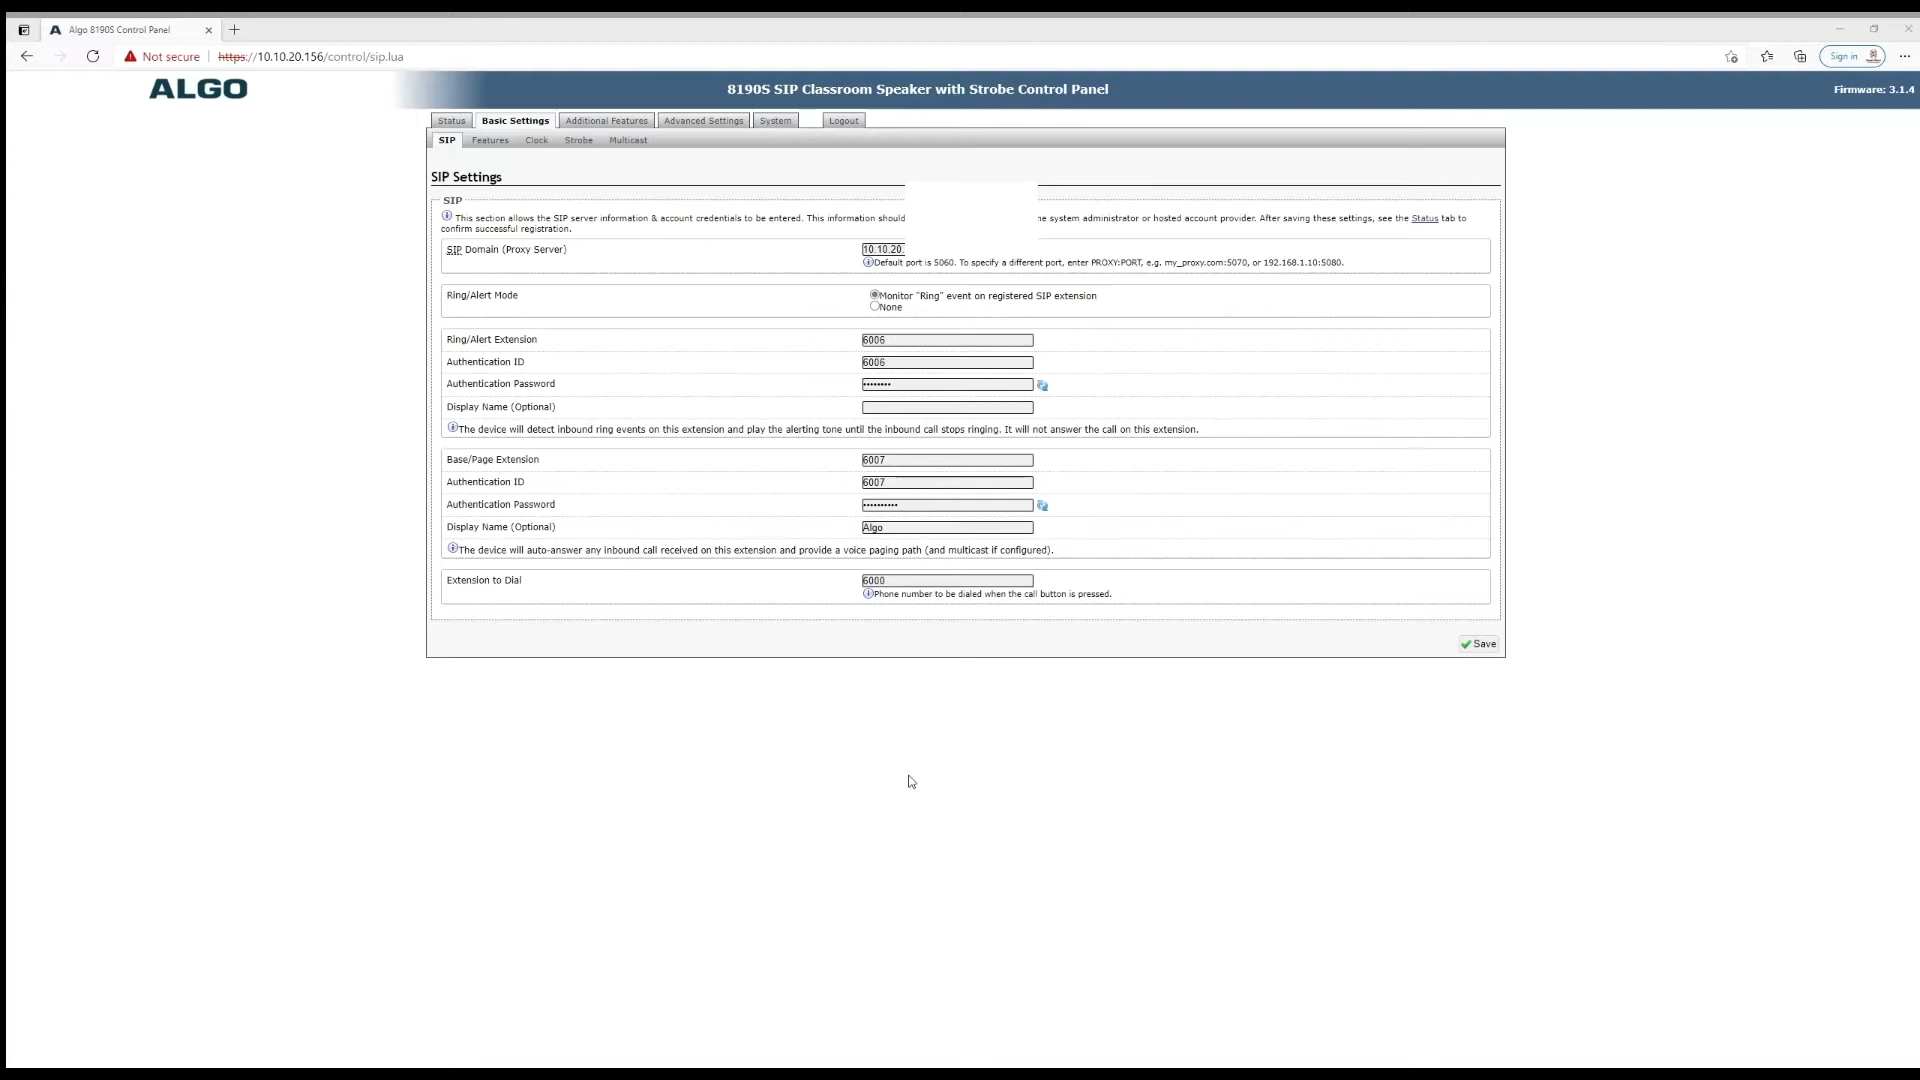 Algo 8190S Control Panel
Not secure https://10.10.20.156/control/sip.lua
Sign in
ALGO
8190S SIP Classroom Speaker with Strobe Control Panel
Firmware: 3.1.4
Status Basic Settings Additional Features Advanced Settings System Logout
SIP Features Clock Strobe Multicast
SIP Settings
SIP
This section allows the SIP server information & account credentials to be entered. This information should system administrator or hosted account provider. After saving these settings, see the Status tab to
confirm successful registration.
SIP Domain (Proxy Server) 10.10.20.
Default port is 5060. To specify a different port, enter PROXY:PORT, e.g. my_proxy.com:5070, or 192.168.1.10:5080.
Ring/Alert Mode Monitor "Ring" event on registered SIP extension
None
Ring/Alert Extension 6006
Authentication ID 6006
Authentication Password ••••••••
Display Name (Optional)
The device will detect inbound ring events on this extension and play the alerting tone until the inbound call stops ringing. It will not answer the call on this extension.
Base/Page Extension 6007
Authentication ID 6007
Authentication Password ••••••••••
Display Name (Optional) Algo
The device will auto-answer any inbound call received on this extension and provide a voice paging path (and multicast if configured).
Extension to Dial 6000
Phone number to be dialed when the call button is pressed.
Save